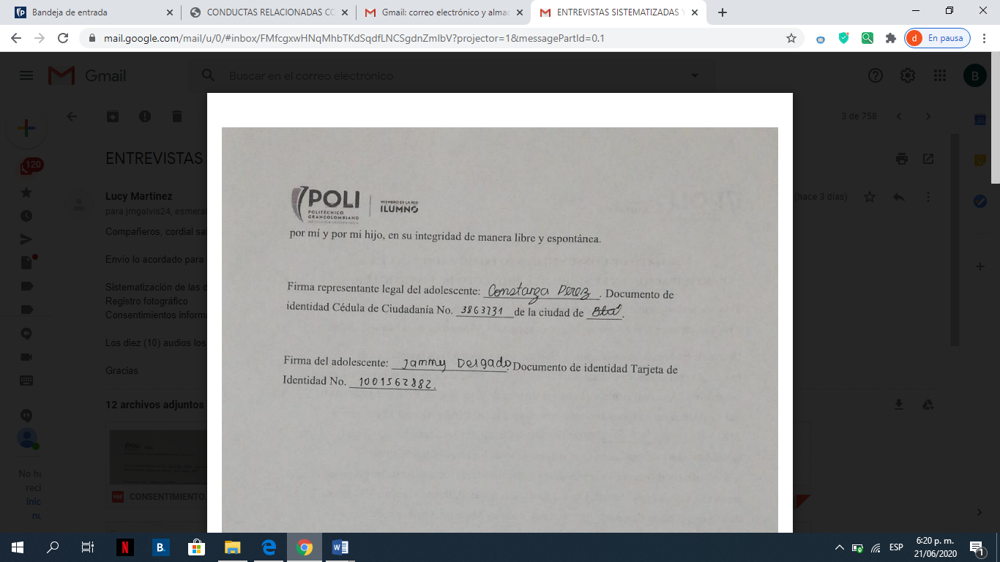 Bandeja de entrada
CONDUCTAS RELACIONADAS CC
Gmail: correo electrónico y almac
ENTREVISTAS SISTEMATIZADAS Y
mail.google.com/mail/u/0/#inbox/FMfcgxwHNqMhbTKdSqdfLNCSgdnZmlbV?projector=1&messagePartId=0.1
d En pausa
Gmail
Buscar en el correo electrónico
B
3 de 758
120
ENTREVISTAS
Lucy Martinez
(hace 3 días)
para jmgalvis24, esmera
Compañeros, cordial sa
Envío lo acordado para
Sistematización de las d
Registro fotográfico
Consentimientos informa
Los diez (10) audios los
Gracias
12 archivos adjuntos
PDF CONSENTIMIENTO.
No ha
reci
Inic
nu
POLI
POLITÉCNICO
GRANCOLOMBIANO
MIEMBRO DE LA RED
ILUMNO
por mí y por mi hijo, en su integridad de manera libre y espontánea.
Firma representante legal del adolescente: Constanza Perez. Documento de
identidad Cédula de Ciudadanía No. 3863731 de la ciudad de Bta.
Firma del adolescente: Jammy Delgado. Documento de identidad Tarjeta de
Identidad No. 1001562882.
N
B.
ESP
6:20 p. m.
21/06/2020
1